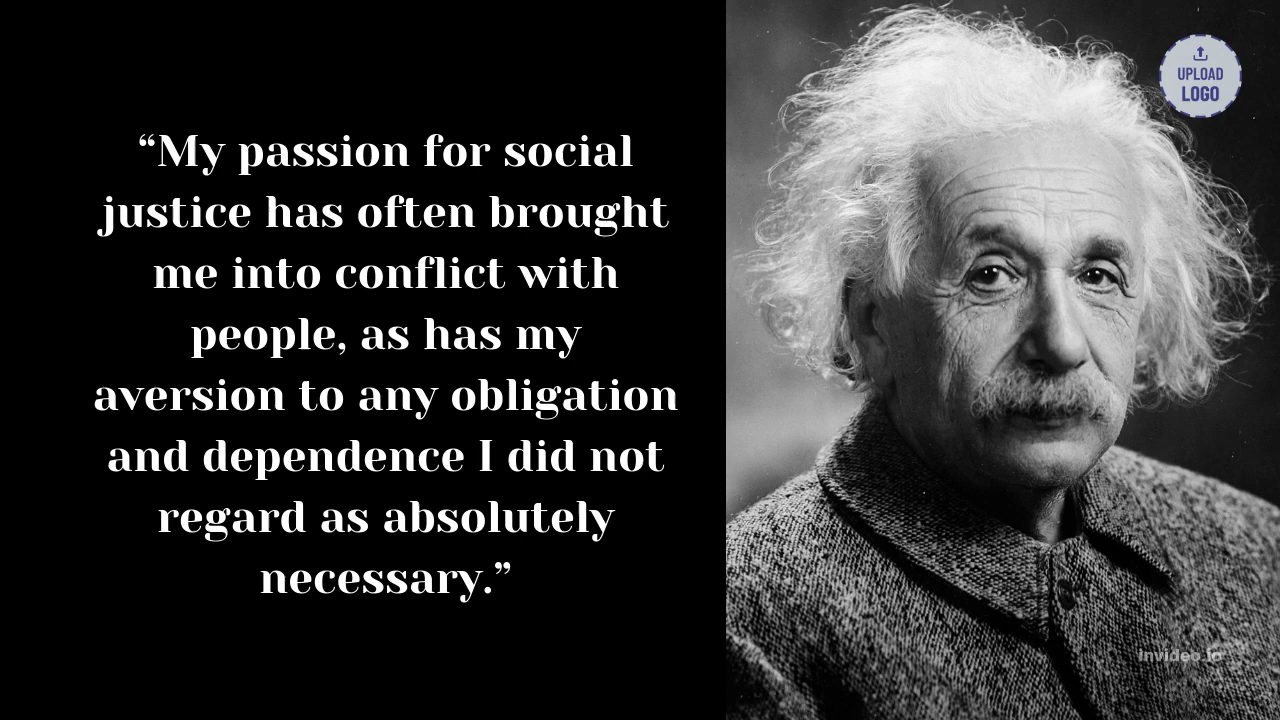 “My passion for social
justice has often brought
me into conflict with
people, as has my
aversion to any obligation
and dependence I did not
regard as absolutely
necessary.”
UPLOAD
LOGO
invideo.io